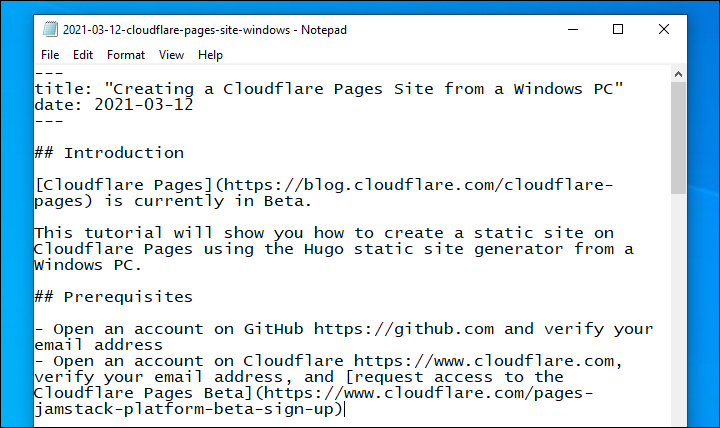 2021-03-12-cloudflare-pages-site-windows - Notepad
File Edit Format View Help
---
title: "Creating a Cloudflare Pages Site from a Windows PC"
date: 2021-03-12
---
## Introduction
[Cloudflare Pages](https://blog.cloudflare.com/cloudflare-
pages) is currently in Beta.
This tutorial will show you how to create a static site on
Cloudflare Pages using the Hugo static site generator from a
Windows PC.
## Prerequisites
- Open an account on GitHub https://github.com and verify your
email address
- Open an account on Cloudflare https://www.cloudflare.com,
verify your email address, and [request access to the
Cloudflare Pages Beta](https://www.cloudflare.com/pages-
jamstack-platform-beta-sign-up)